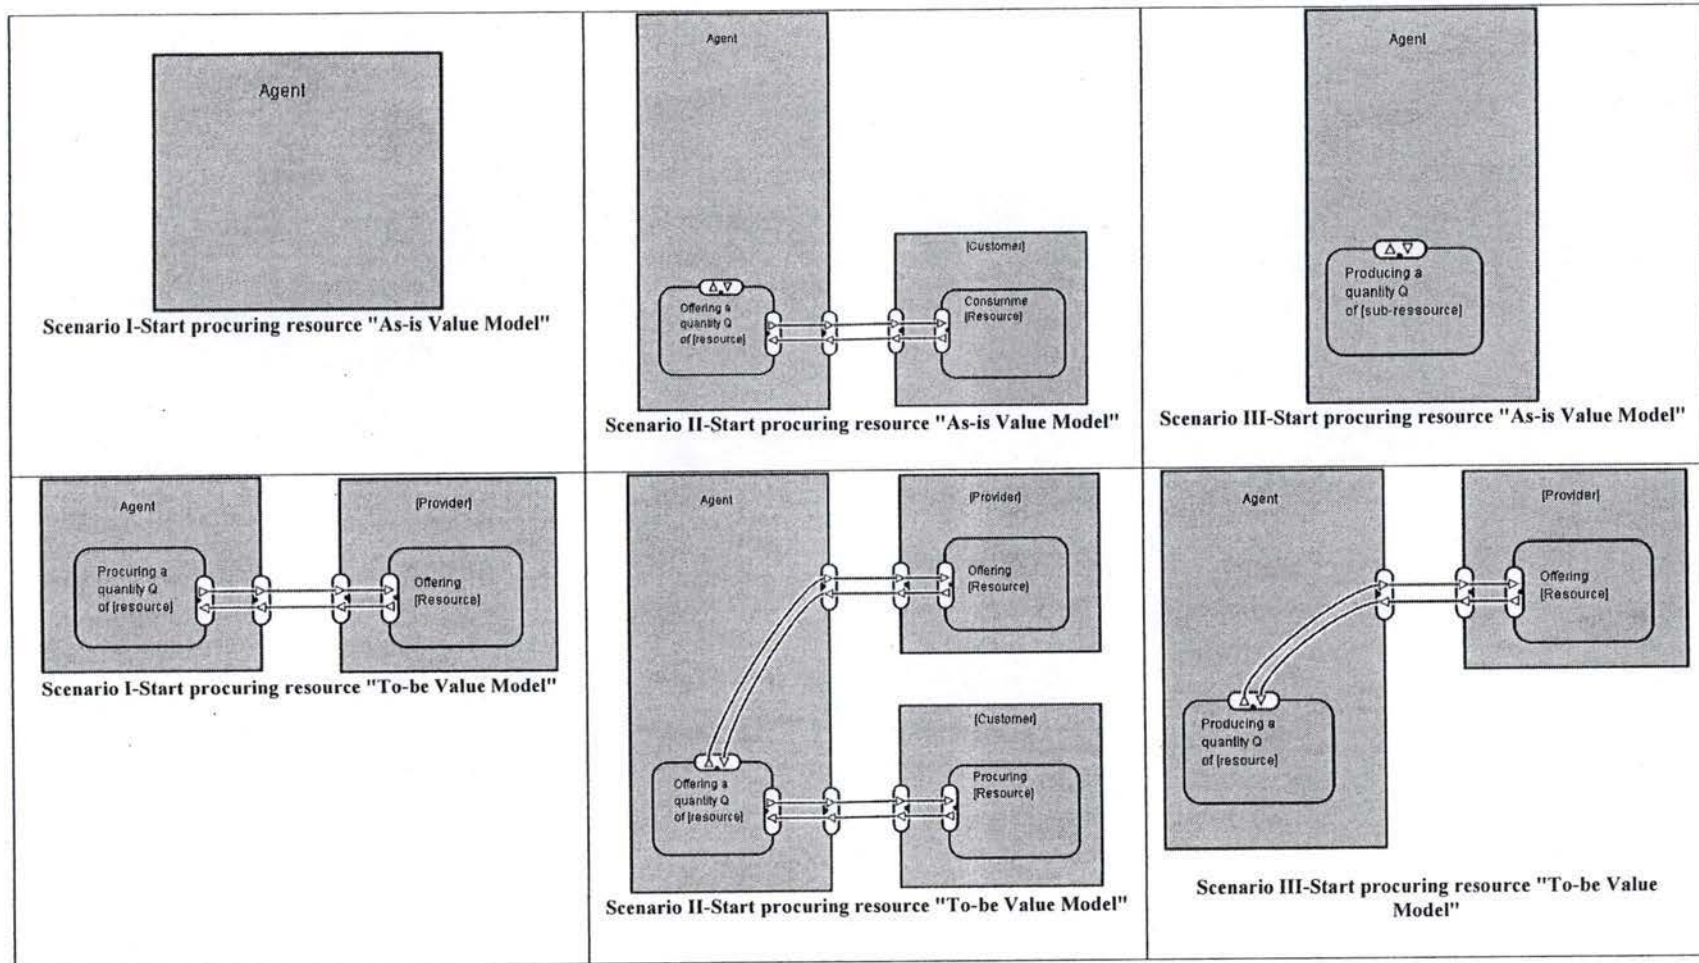 Agent
Scenario I-Start procuring resource "As-is Value Model"
Agent
Offering a
quantity Q
of [resource]
[Customer]
Consumme
[Resource]
Scenario II-Start procuring resource "As-is Value Model"
Agent
Producing a
quantity Q
of [sub-ressource]
Scenario III-Start procuring resource "As-is Value Model"
Agent
Procuring a
quantity Q
of [resource]
[Provider]
Offering
[Resource]
Scenario I-Start procuring resource "To-be Value Model"
Agent
[Provider]
Offering
[Resource]
Offering a
quantity Q
of [resource]
[Customer]
Procuring
[Resource]
Scenario II-Start procuring resource "To-be Value Model"
Agent
[Provider]
Offering
[Resource]
Producing a
quantity Q
of [resource]
Scenario III-Start procuring resource "To-be Value
Model"